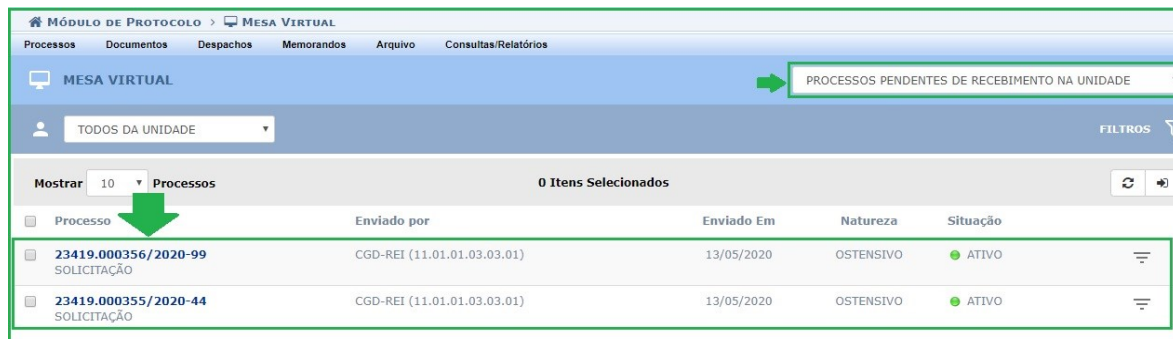 MÓDULO DE PROTOCOLO > MESA VIRTUAL
Processos Documentos Despachos Memorandos Arquivo Consultas/Relatórios
MESA VIRTUAL PROCESSOS PENDENTES DE RECEBIMENTO NA UNIDADE
TODOS DA UNIDADE FILTROS
Mostrar 10 Processos 0 Itens Selecionados
Processo Enviado por Enviado Em Natureza Situação
23419.000356/2020-99 CGD-REI (11.01.01.03.03.01) 13/05/2020 OSTENSIVO ATIVO
SOLICITAÇÃO
23419.000355/2020-44 CGD-REI (11.01.01.03.03.01) 13/05/2020 OSTENSIVO ATIVO
SOLICITAÇÃO